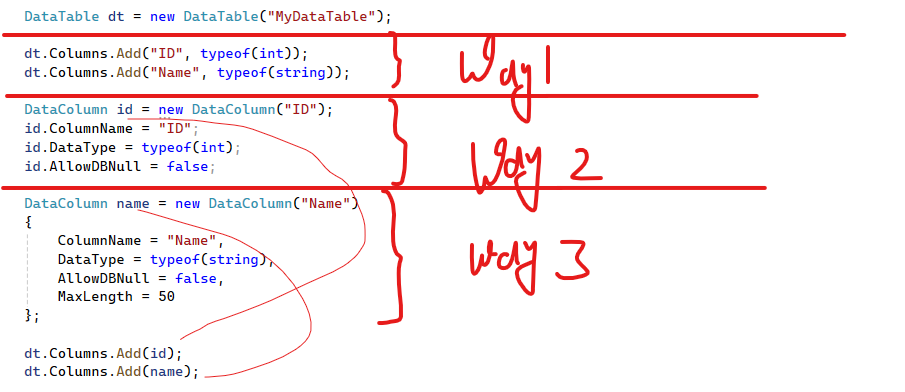 DataTable dt = new DataTable("MyDataTable");
dt.Columns.Add("ID", typeof(int));
dt.Columns.Add("Name", typeof(string));
Way 1
DataColumn id = new DataColumn("ID");
id.ColumnName = "ID";
id.DataType = typeof(int);
id.AllowDBNull = false;
Way 2
DataColumn name = new DataColumn("Name")
{
ColumnName = "Name",
DataType = typeof(string),
AllowDBNull = false,
MaxLength = 50
};
Way 3
dt.Columns.Add(id);
dt.Columns.Add(name);